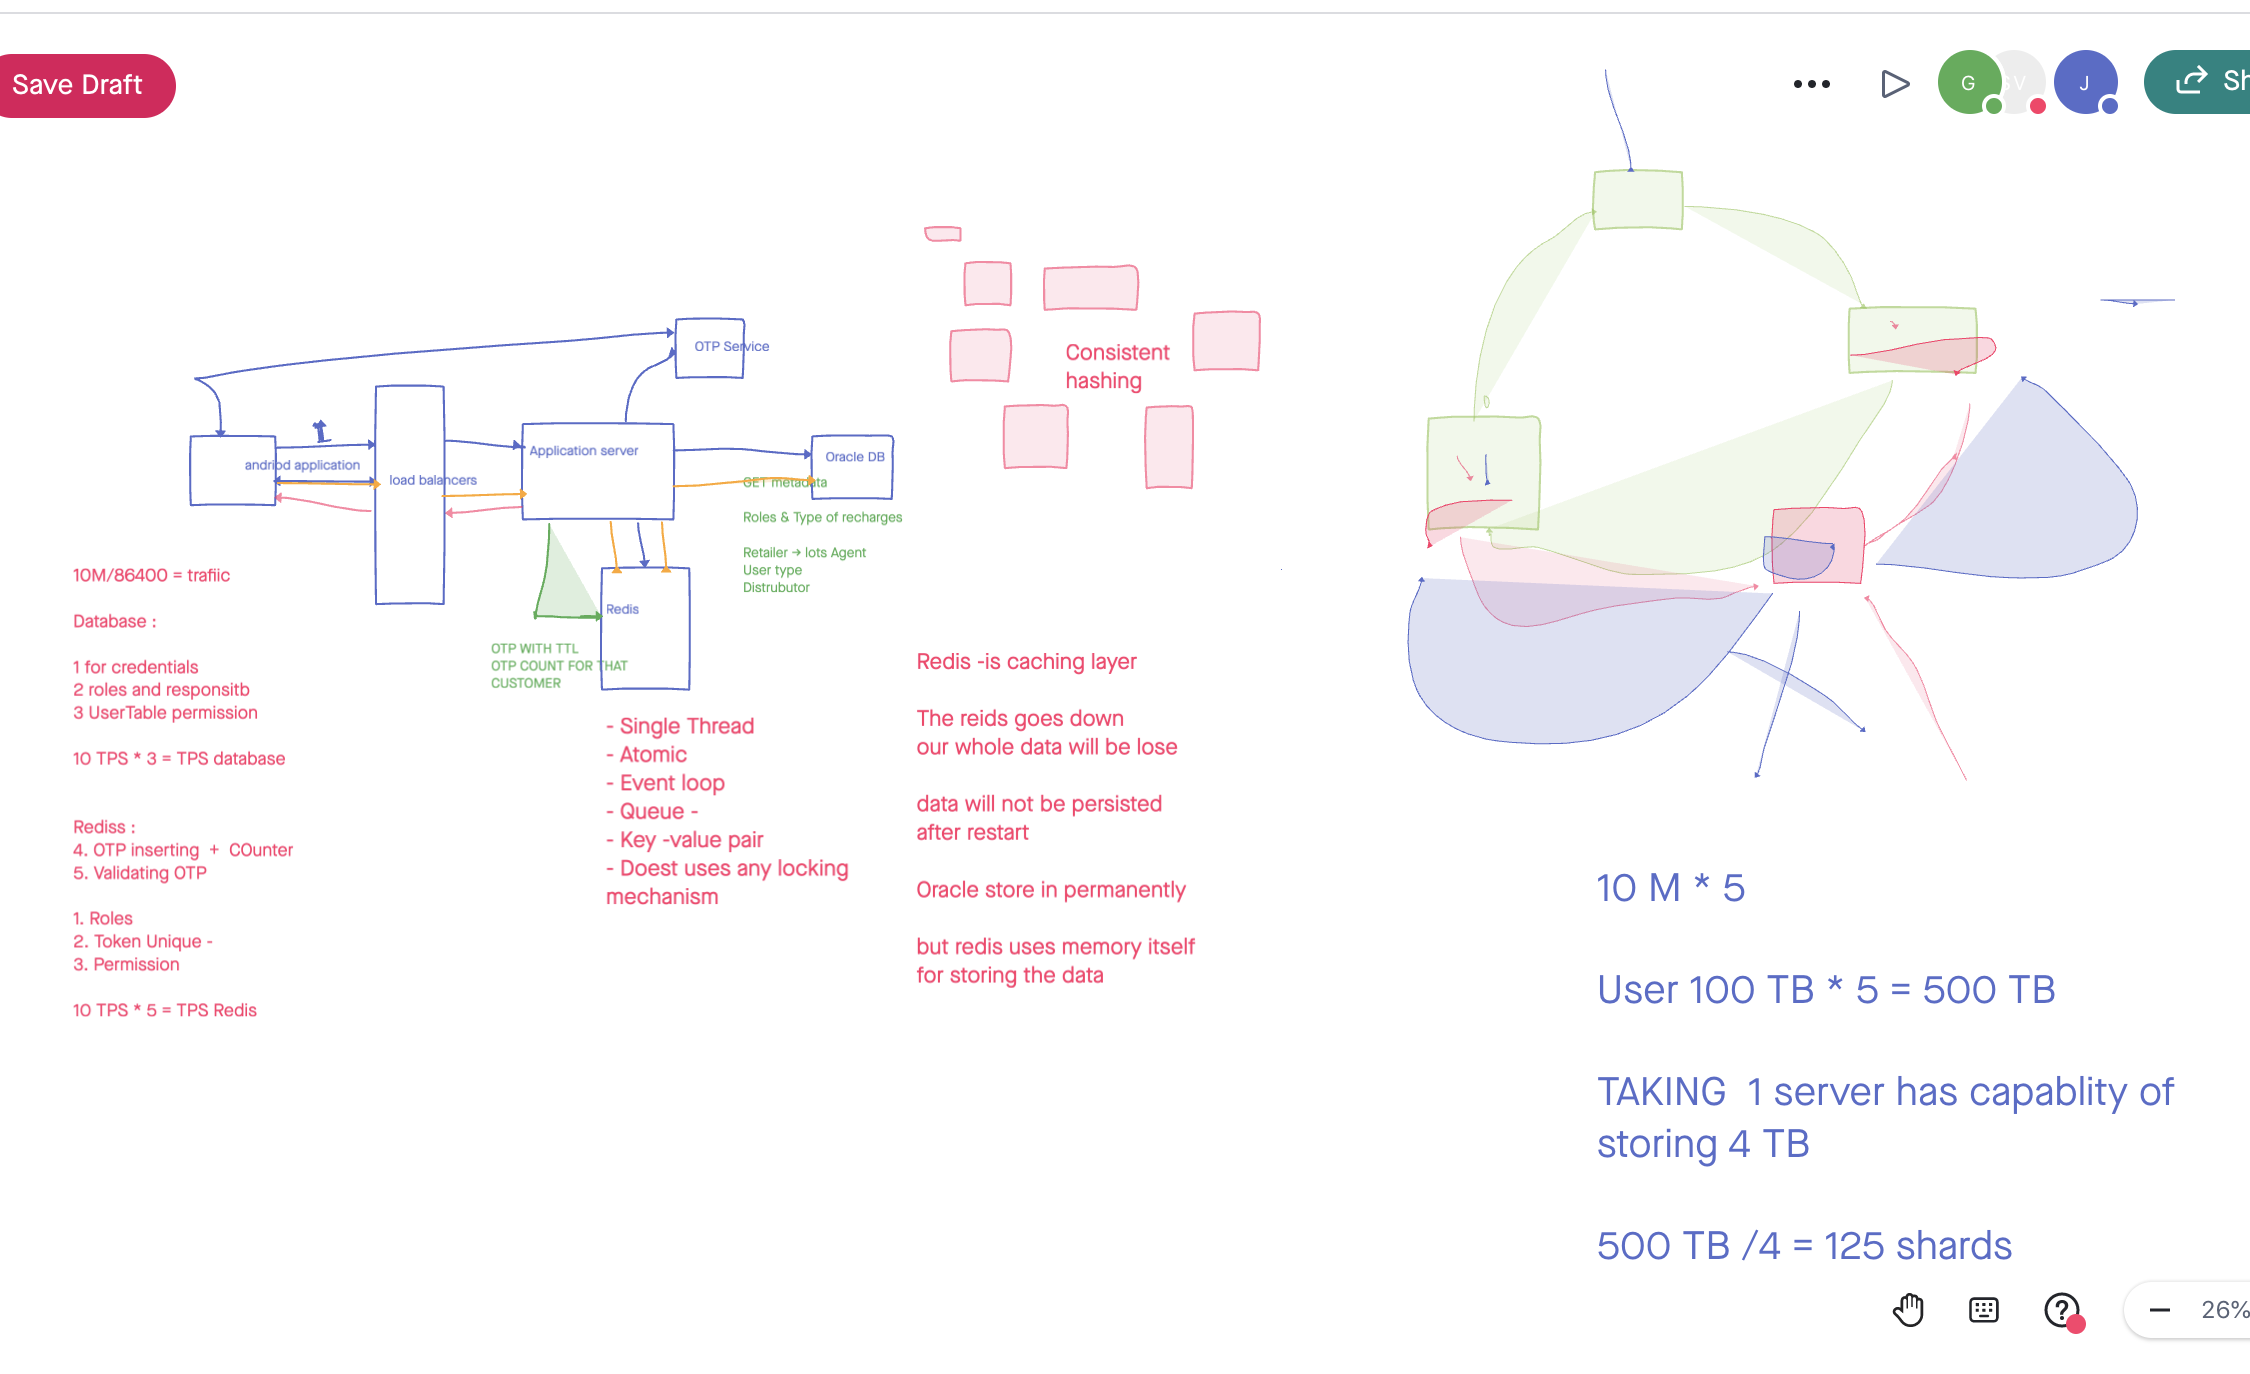 Save Draft
G
SV
J
Sh
OTP Service
andriod application
load balancers
Application server
Oracle DB
GET metadata
Roles & Type of recharges
Retailer → lots Agent
User type
Distrubutor
Redis
OTP WITH TTL
OTP COUNT FOR THAT
CUSTOMER
10M/86400 = trafiic
Database :
1 for credentials
2 roles and responsitb
3 UserTable permission
10 TPS * 3 = TPS database
Rediss :
4. OTP inserting + COunter
5. Validating OTP
1. Roles
2. Token Unique -
3. Permission
10 TPS * 5 = TPS Redis
- Single Thread
- Atomic
- Event loop
- Queue -
- Key -value pair
- Doest uses any locking
mechanism
Consistent
hashing
Redis -is caching layer
The reids goes down
our whole data will be lose
data will not be persisted
after restart
Oracle store in permanently
but redis uses memory itself
for storing the data
10 M * 5
User 100 TB * 5 = 500 TB
TAKING 1 server has capablity of
storing 4 TB
500 TB /4 = 125 shards
26%